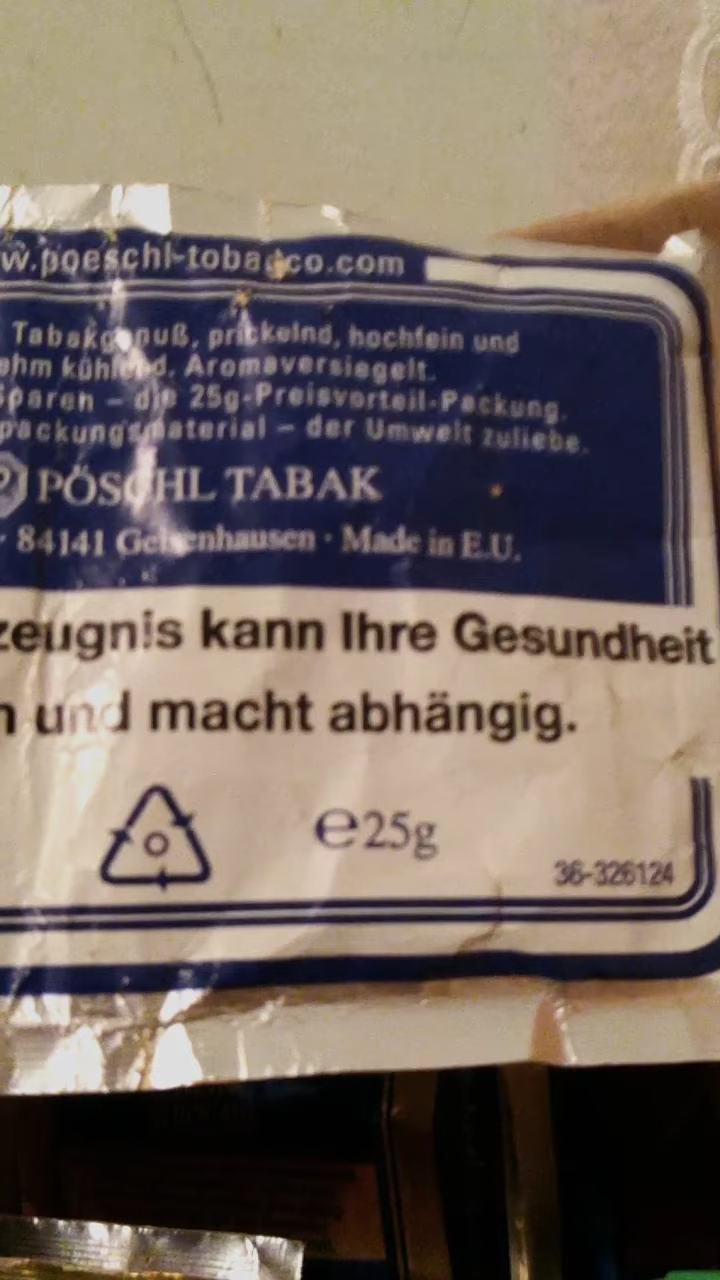 w.poeschl-tobacco.com
Tabakgenuß, prickelnd, hochfein und
ehm kühlend. Aromaversiegelt.
Sparen – die 25g-Preisvorteil-Packung.
packungsmaterial – der Umwelt zuliebe.
PÖSCHL TABAK
· 84141 Geisenhausen · Made in E.U.
zeugnis kann Ihre Gesundheit
n und macht abhängig.
e25g
36-326124